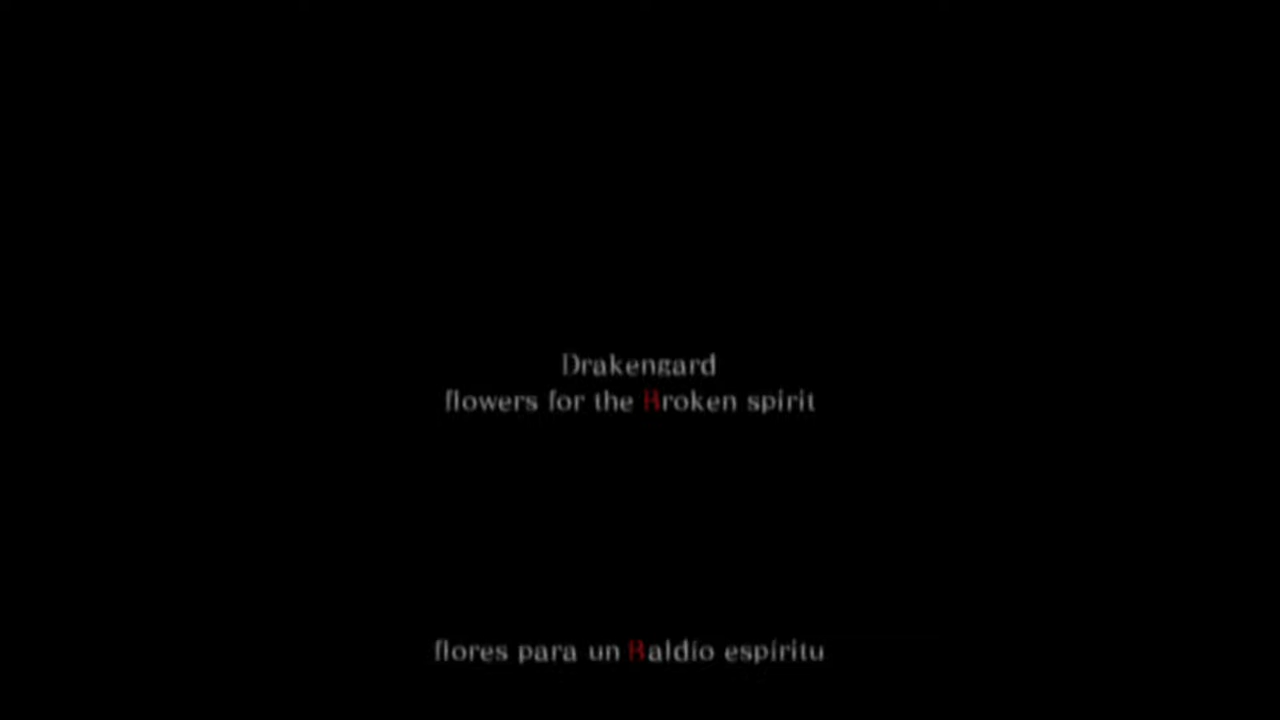 Drakengard
flowers for the Broken spirit
flores para un Baldío espíritu